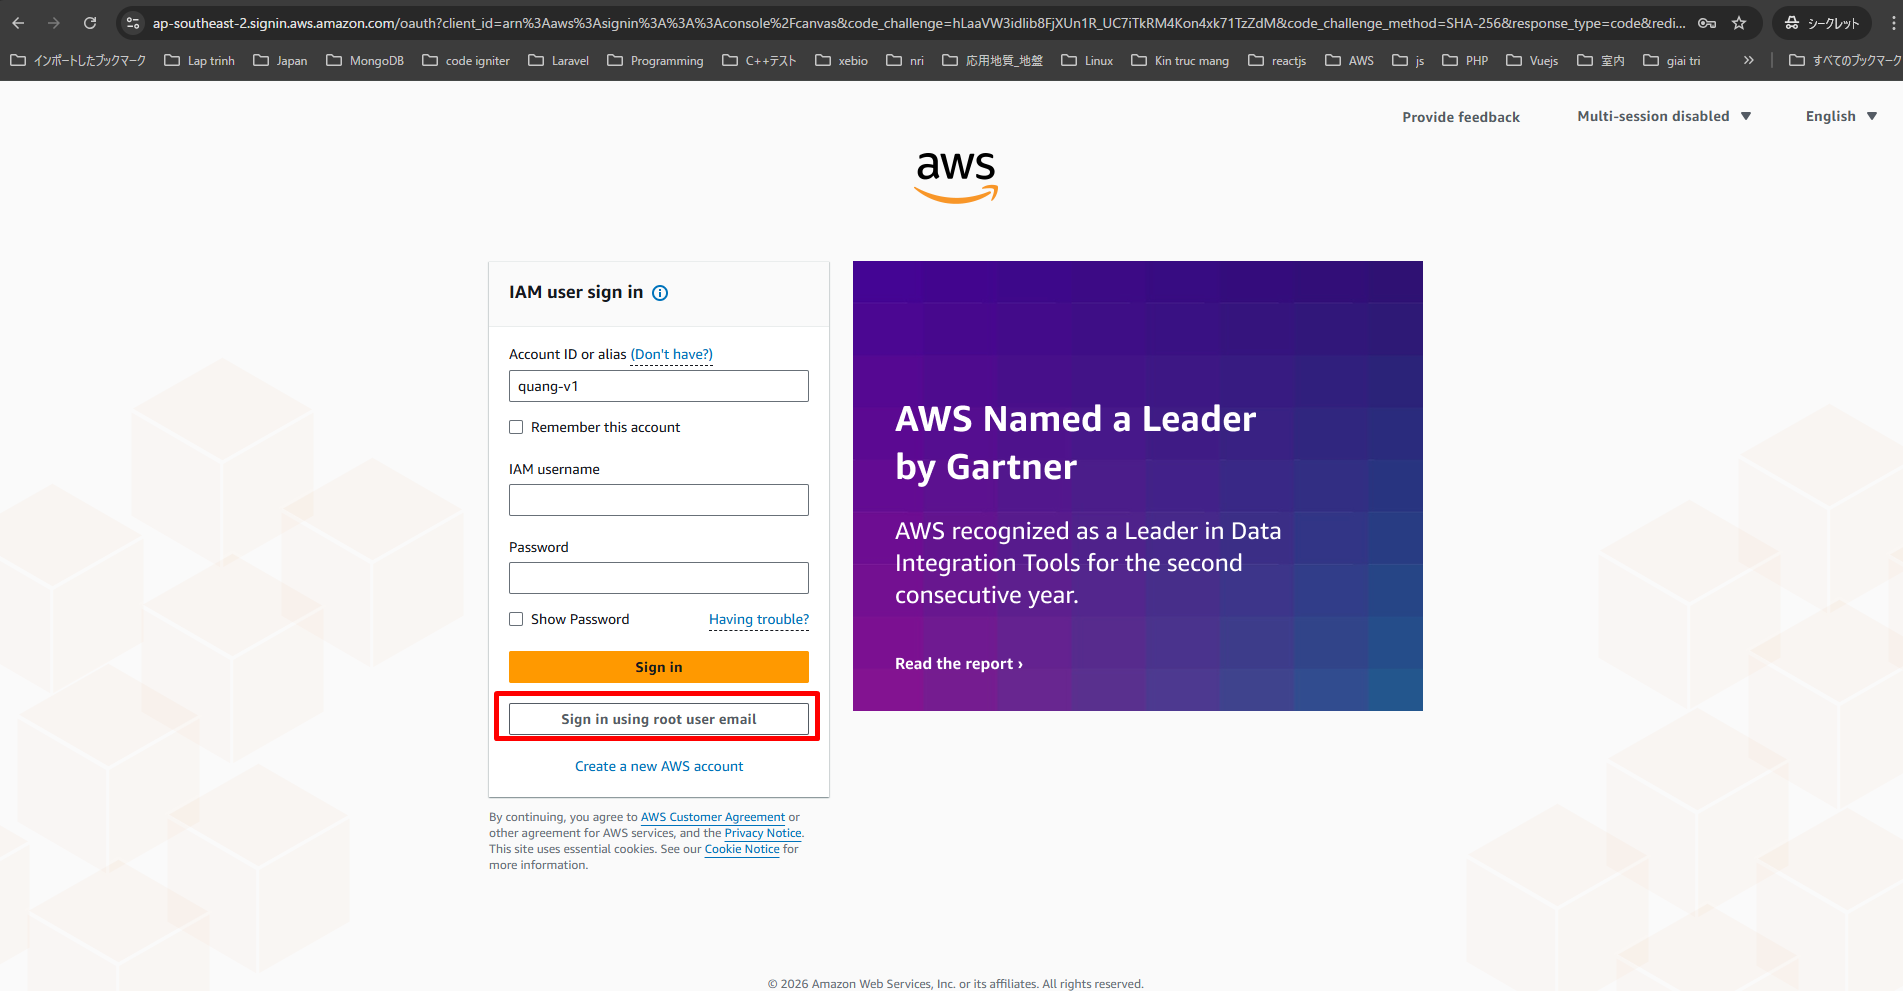 ap-southeast-2.signin.aws.amazon.com/oauth?client_id=arn%3Aaws%3Asignin%3A%3A%3Aconsole%2Fcanvas&code_challenge=hLaaVW3idlib8FjXUn1R_UC7iTkRM4Kon4xk71TzZdM&code_challenge_method=SHA-256&response_type=code&redi... シークレット
インポートしたブックマーク Lap trinh Japan MongoDB code igniter Laravel Programming C++テスト xebio nri 応用地質_地盤 Linux Kin truc mang reactjs AWS js PHP Vuejs 室内 giai tri » すべてのブックマーク
Provide feedback Multi-session disabled English
aws
IAM user sign in
Account ID or alias (Don't have?)
quang-v1
Remember this account
IAM username
Password
Show Password Having trouble?
Sign in
Sign in using root user email
Create a new AWS account
By continuing, you agree to AWS Customer Agreement or
other agreement for AWS services, and the Privacy Notice.
This site uses essential cookies. See our Cookie Notice for
more information.
AWS Named a Leader
by Gartner
AWS recognized as a Leader in Data
Integration Tools for the second
consecutive year.
Read the report ›
© 2026 Amazon Web Services, Inc. or its affiliates. All rights reserved.